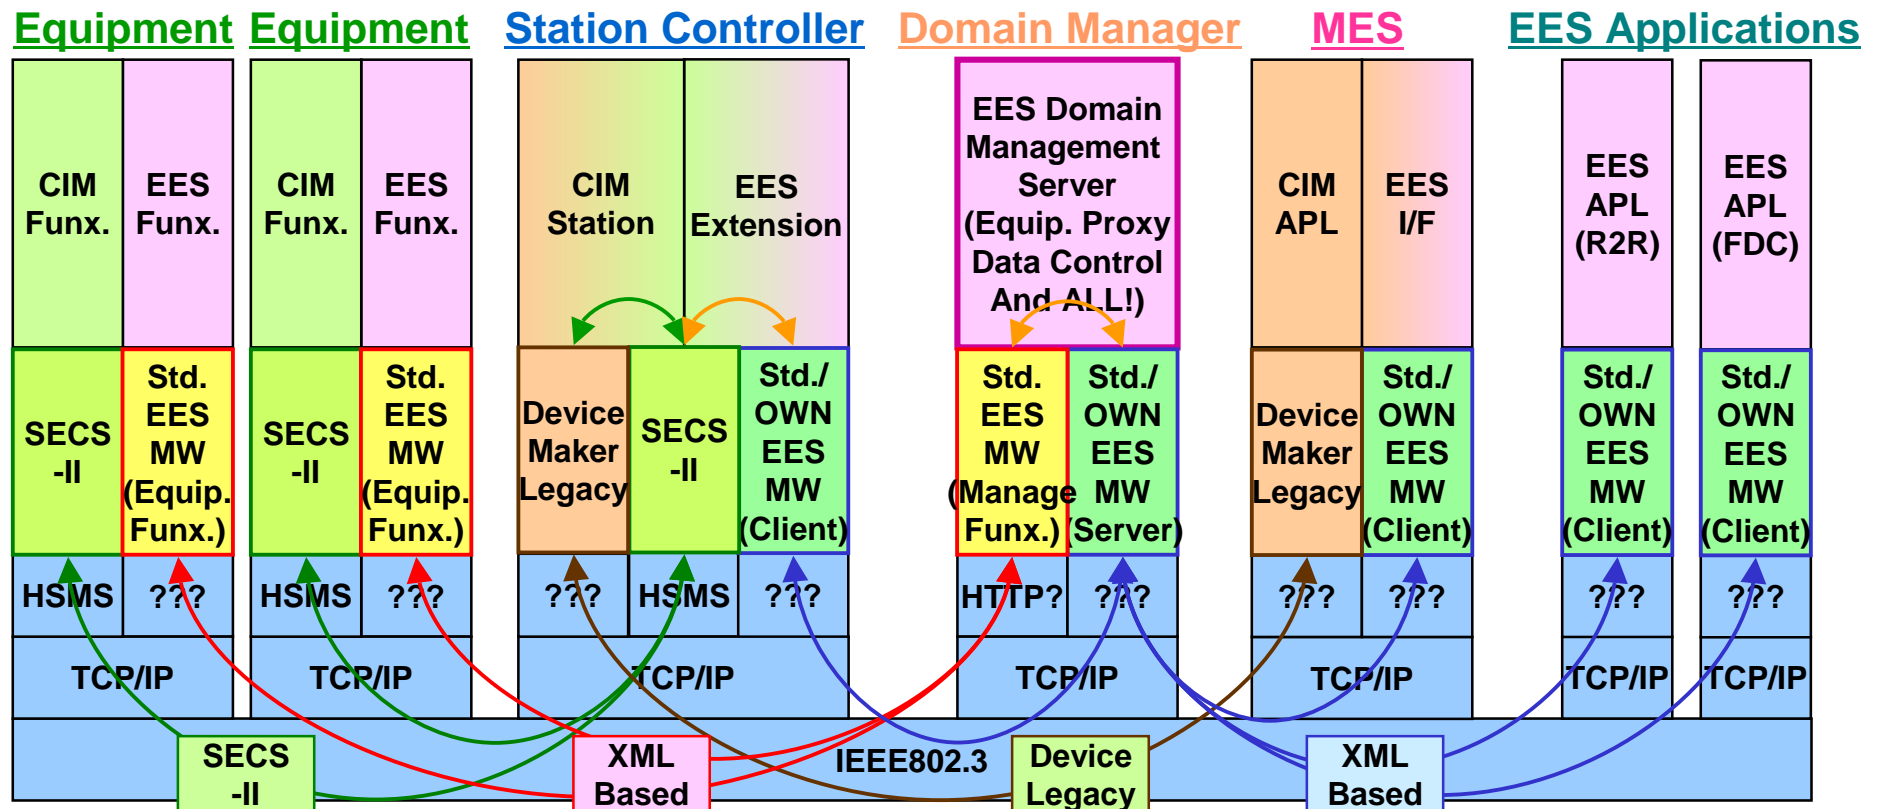 Equipment Equipment Station Controller Domain Manager MES EES Applications
CIM
Funx.
EES
Funx.
CIM
Funx.
EES
Funx.
CIM
Station
EES
Extension
EES Domain
Management
Server
(Equip. Proxy
Data Control
And ALL!)
CIM
APL
EES
I/F
EES
APL
(R2R)
EES
APL
(FDC)
SECS
-II
Std.
EES
MW
(Equip.
Funx.)
SECS
-II
Std.
EES
MW
(Equip.
Funx.)
Device
Maker
Legacy
SECS
-II
Std./
OWN
EES
MW
(Client)
Std.
EES
MW
(Manage
Funx.)
Std./
OWN
EES
MW
(Server)
Device
Maker
Legacy
Std./
OWN
EES
MW
(Client)
Std./
OWN
EES
MW
(Client)
Std./
OWN
EES
MW
(Client)
HSMS ??? HSMS ??? ??? HSMS ??? HTTP? ??? ??? ??? ??? ???
TCP/IP TCP/IP TCP/IP TCP/IP TCP/IP TCP/IP TCP/IP
IEEE802.3
SECS
-II
XML
Based
Device
Legacy
XML
Based